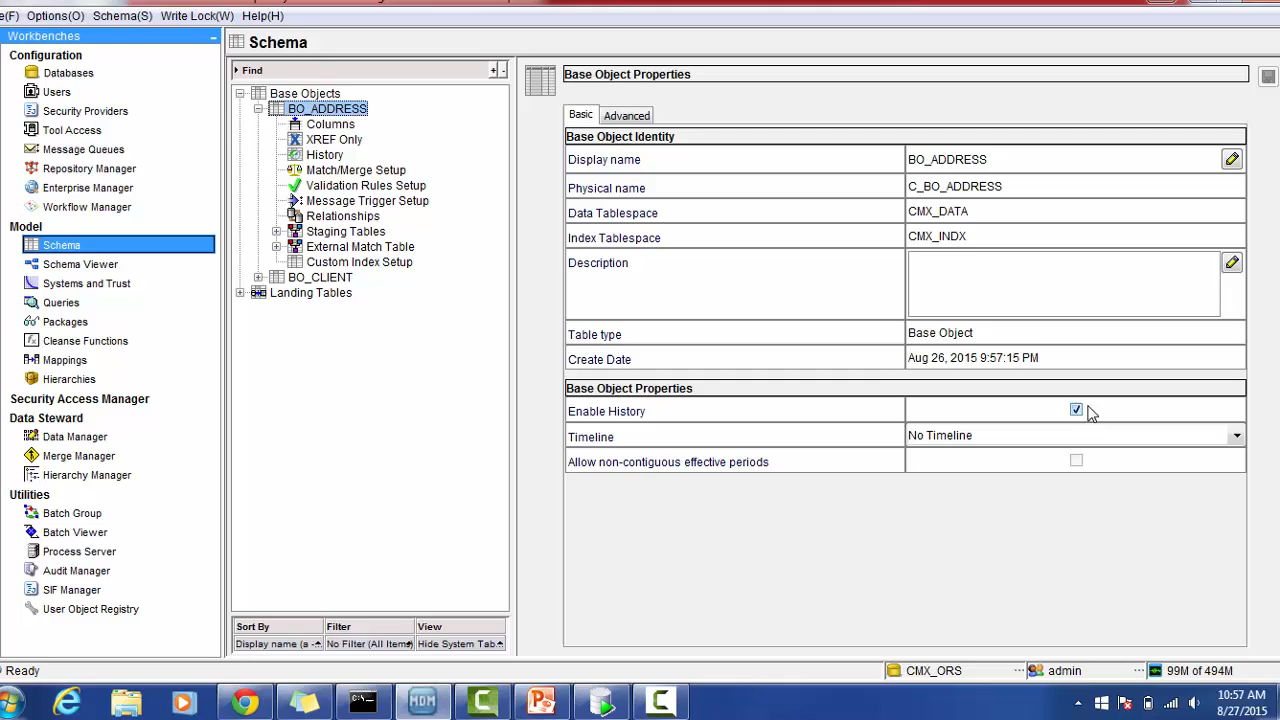 e(F) Options(O) Schema(S) Write Lock(W) Help(H)
Workbenches
Configuration
Databases
Users
Security Providers
Tool Access
Message Queues
Repository Manager
Enterprise Manager
Workflow Manager
Model
Schema
Schema Viewer
Systems and Trust
Queries
Packages
Cleanse Functions
Mappings
Hierarchies
Security Access Manager
Data Steward
Data Manager
Merge Manager
Hierarchy Manager
Utilities
Batch Group
Batch Viewer
Process Server
Audit Manager
SIF Manager
User Object Registry
Schema
Find
Base Objects
BO_ADDRESS
Columns
XREF Only
History
Match/Merge Setup
Validation Rules Setup
Message Trigger Setup
Relationships
Staging Tables
External Match Table
Custom Index Setup
BO_CLIENT
Landing Tables
Sort By Filter View
Display name (a - No Filter (All Items) Hide System Tab
Base Object Properties
Basic Advanced
Base Object Identity
Display name BO_ADDRESS
Physical name C_BO_ADDRESS
Data Tablespace CMX_DATA
Index Tablespace CMX_INDX
Description
Table type Base Object
Create Date Aug 26, 2015 9:57:15 PM
Base Object Properties
Enable History
Timeline No Timeline
Allow non-contiguous effective periods
Ready CMX_ORS admin 99M of 494M
MDM
10:57 AM
8/27/2015